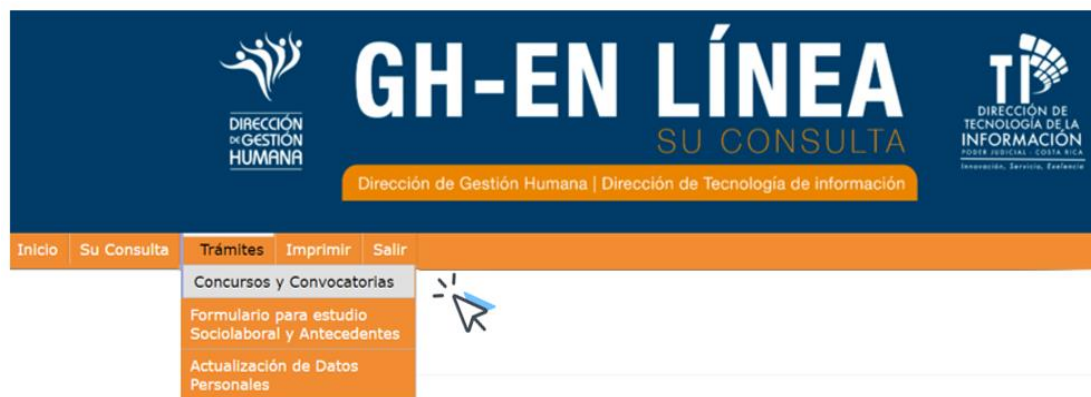 DIRECCIÓN
DE GESTIÓN
HUMANA
GH-EN LÍNEA
SU CONSULTA
Dirección de Gestión Humana | Dirección de Tecnología de información
TI
DIRECCIÓN DE
TECNOLOGÍA DE LA
INFORMACIÓN
PODER JUDICIAL - COSTA RICA
Innovación, Servicio, Exelencia
Inicio Su Consulta Trámites Imprimir Salir
Concursos y Convocatorias
Formulario para estudio
Sociolaboral y Antecedentes
Actualización de Datos
Personales